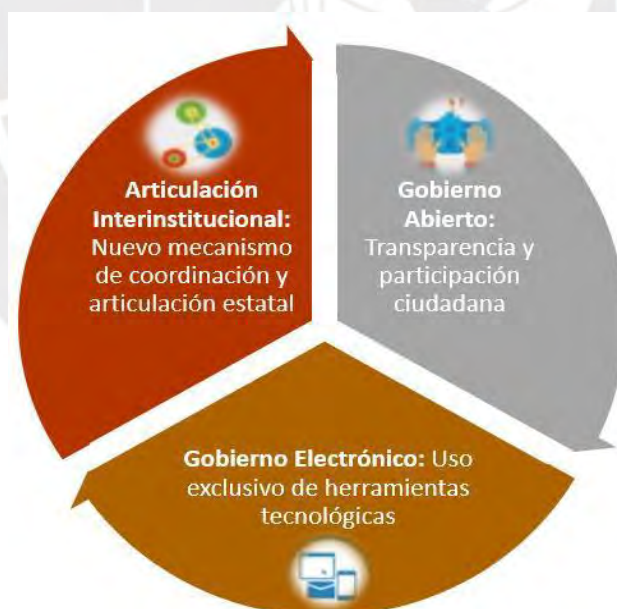 Articulación
Interinstitucional:
Nuevo mecanismo
de coordinación y
articulación estatal
Gobierno
Abierto:
Transparencia y
participación
ciudadana
Gobierno Electrónico: Uso
exclusivo de herramientas
tecnológicas